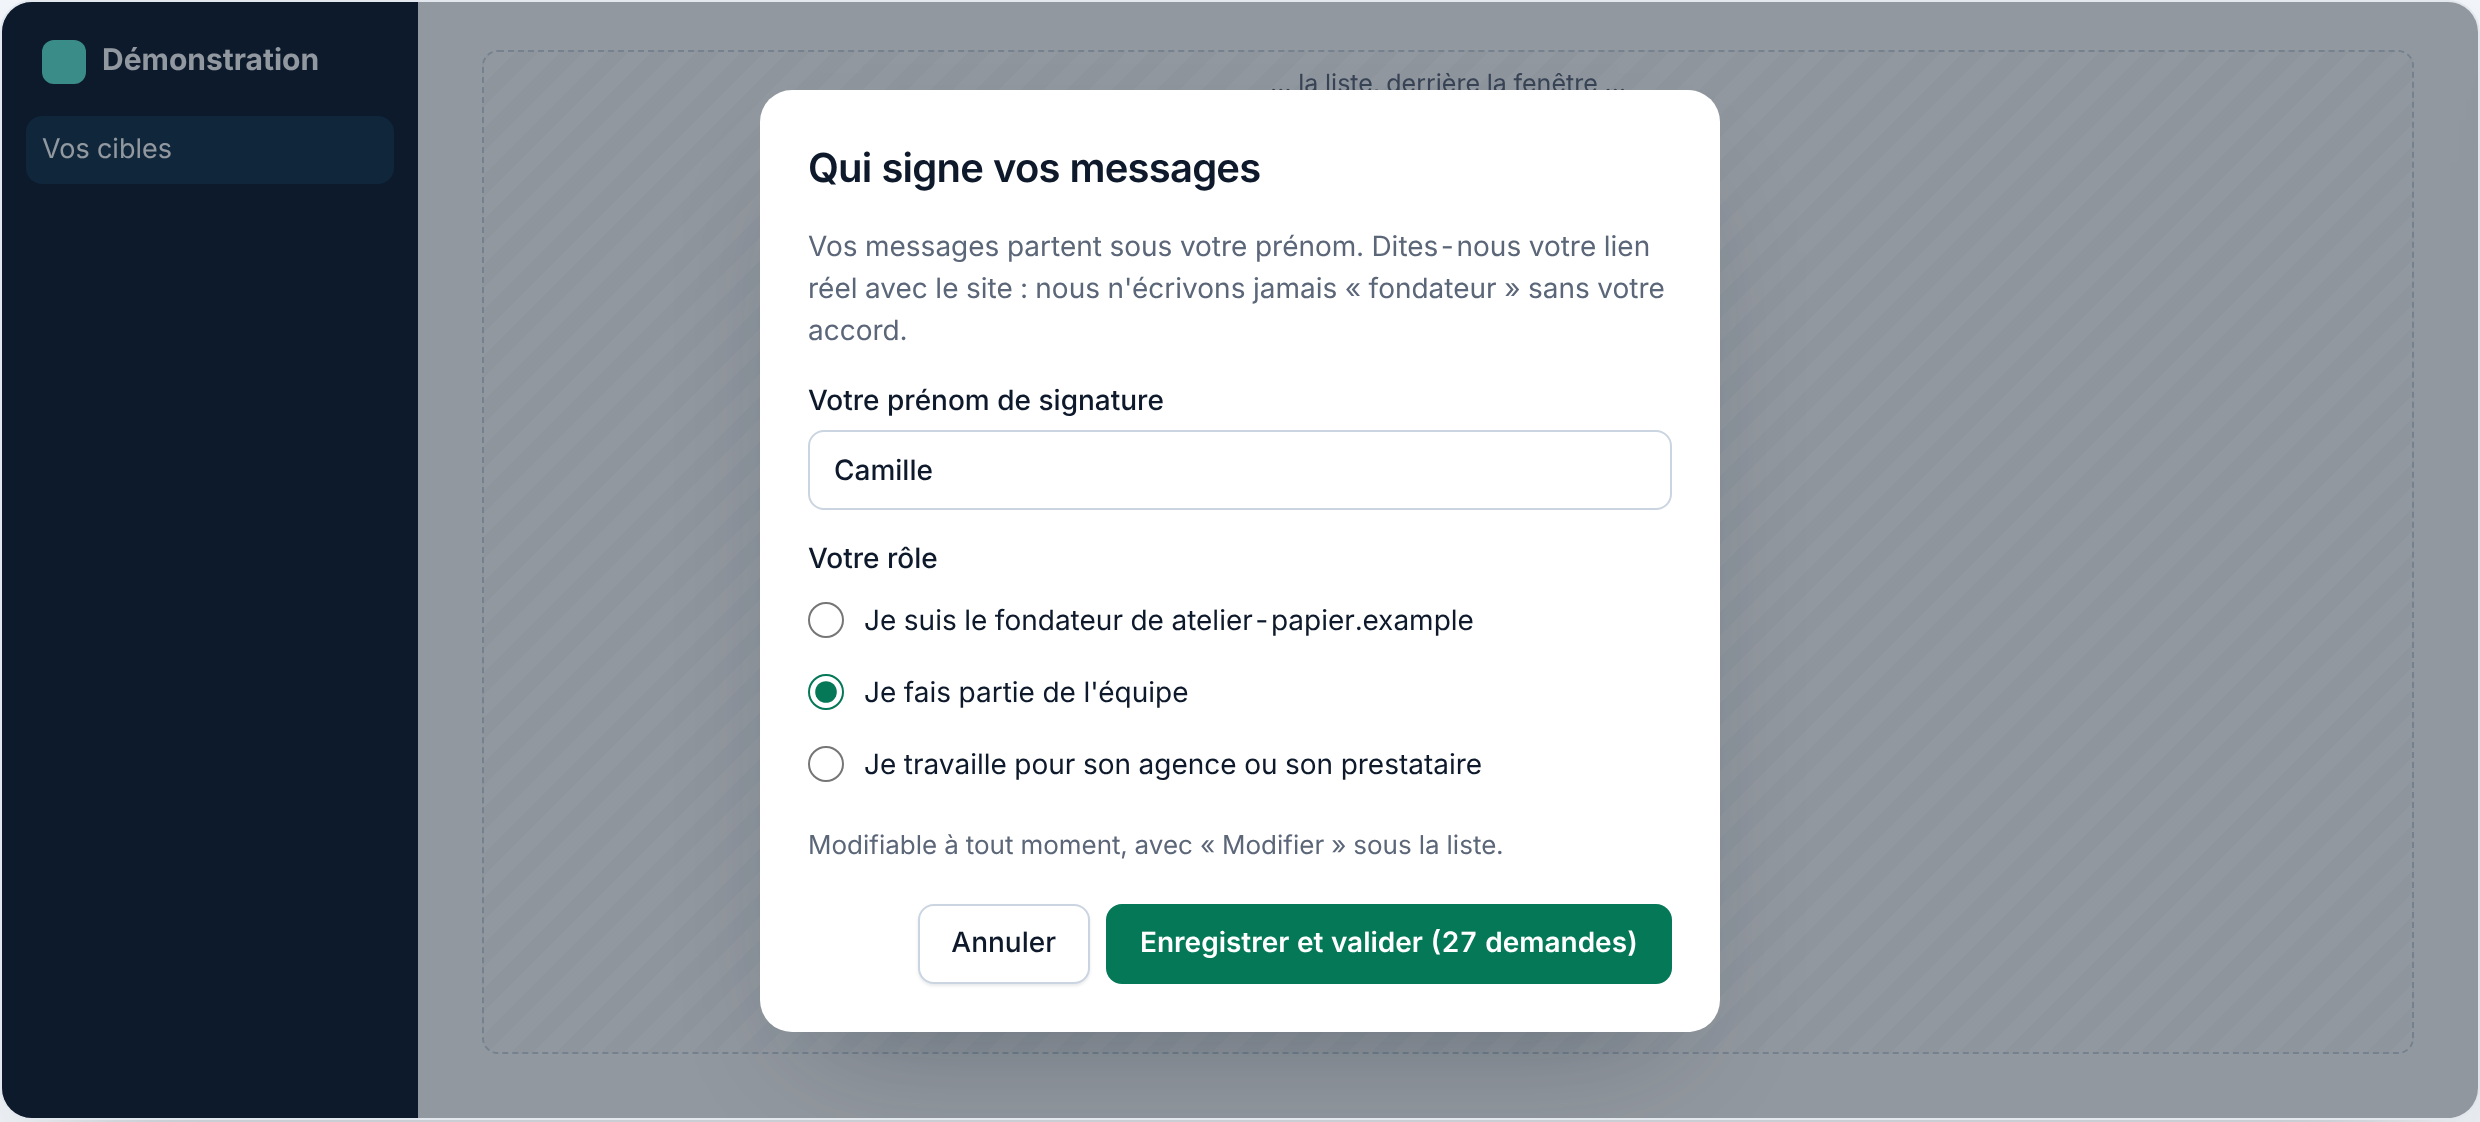 Démonstration
Vos cibles
... la liste, derrière la fenêtre ...
Qui signe vos messages
Vos messages partent sous votre prénom. Dites-nous votre lien
réel avec le site : nous n'écrivons jamais « fondateur » sans votre
accord.
Votre prénom de signature
Camille
Votre rôle
Je suis le fondateur de atelier-papier.example
Je fais partie de l'équipe
Je travaille pour son agence ou son prestataire
Modifiable à tout moment, avec « Modifier » sous la liste.
Annuler
Enregistrer et valider (27 demandes)